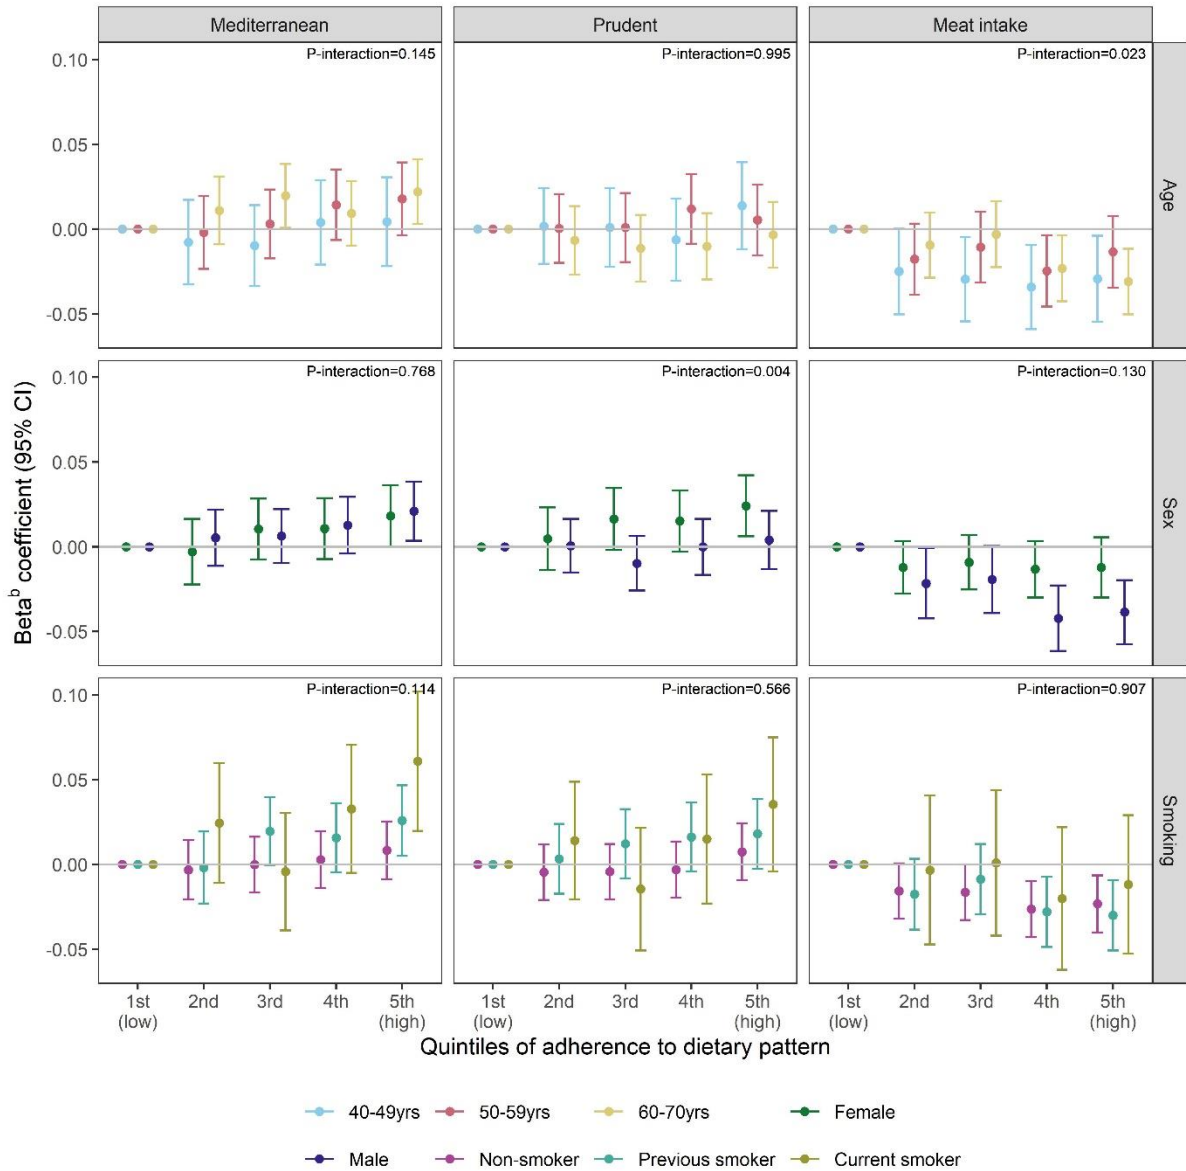 Mediterranean
Prudent
Meat intake
P-interaction=0.145
P-interaction=0.995
P-interaction=0.023
0.10
0.05
0.00
-0.05
Age
P-interaction=0.768
P-interaction=0.004
P-interaction=0.130
0.10
0.05
0.00
-0.05
Sex
Beta^b coefficient (95% CI)
P-interaction=0.114
P-interaction=0.566
P-interaction=0.907
0.10
0.05
0.00
-0.05
Smoking
1st (low)
2nd
3rd
4th
5th (high)
1st (low)
2nd
3rd
4th
5th (high)
1st (low)
2nd
3rd
4th
5th (high)
Quintiles of adherence to dietary pattern
40-49yrs
50-59yrs
60-70yrs
Female
Male
Non-smoker
Previous smoker
Current smoker